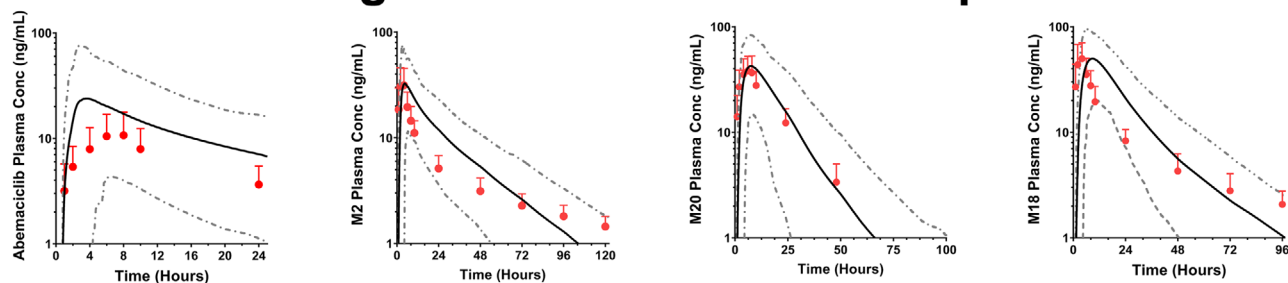 Abemaciclib Plasma Conc (ng/mL)
100
10
1
0 4 8 12 16 20 24
Time (Hours)
M2 Plasma Conc (ng/mL)
100
10
1
0 24 48 72 96 120
Time (Hours)
M20 Plasma Conc (ng/mL)
100
10
1
0 25 50 75 100
Time (Hours)
M18 Plasma Conc (ng/mL)
100
10
1
0 24 48 72 96
Time (Hours)